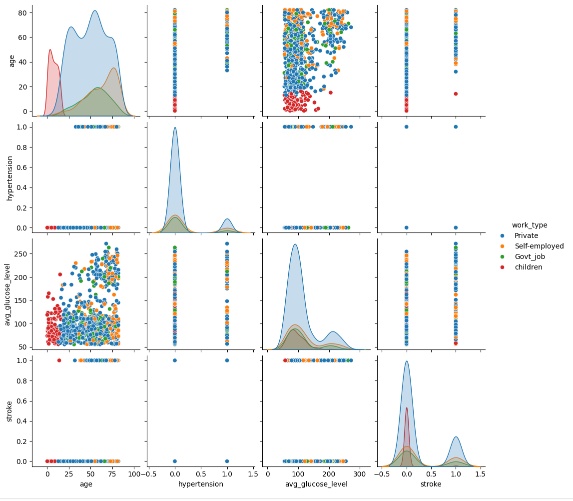 80
60
40
20
0
age
1.0
0.8
0.6
0.4
0.2
0.0
hypertension
work_type
Private
Self-employed
Govt_job
children
250
200
150
100
50
avg_glucose_level
1.0
0.8
0.6
0.4
0.2
0.0
stroke
0 25 50 75 100
−0.5 0.0 0.5 1.0 1.5
0 100 200 300
−0.5 0.0 0.5 1.0 1.5
age hypertension avg_glucose_level stroke